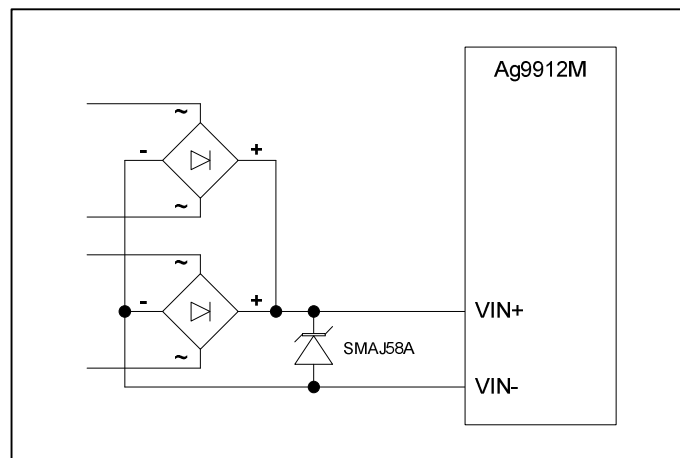 Ag9912M
~
- +
~
~
- +
VIN+
SMAJ58A
~
VIN-